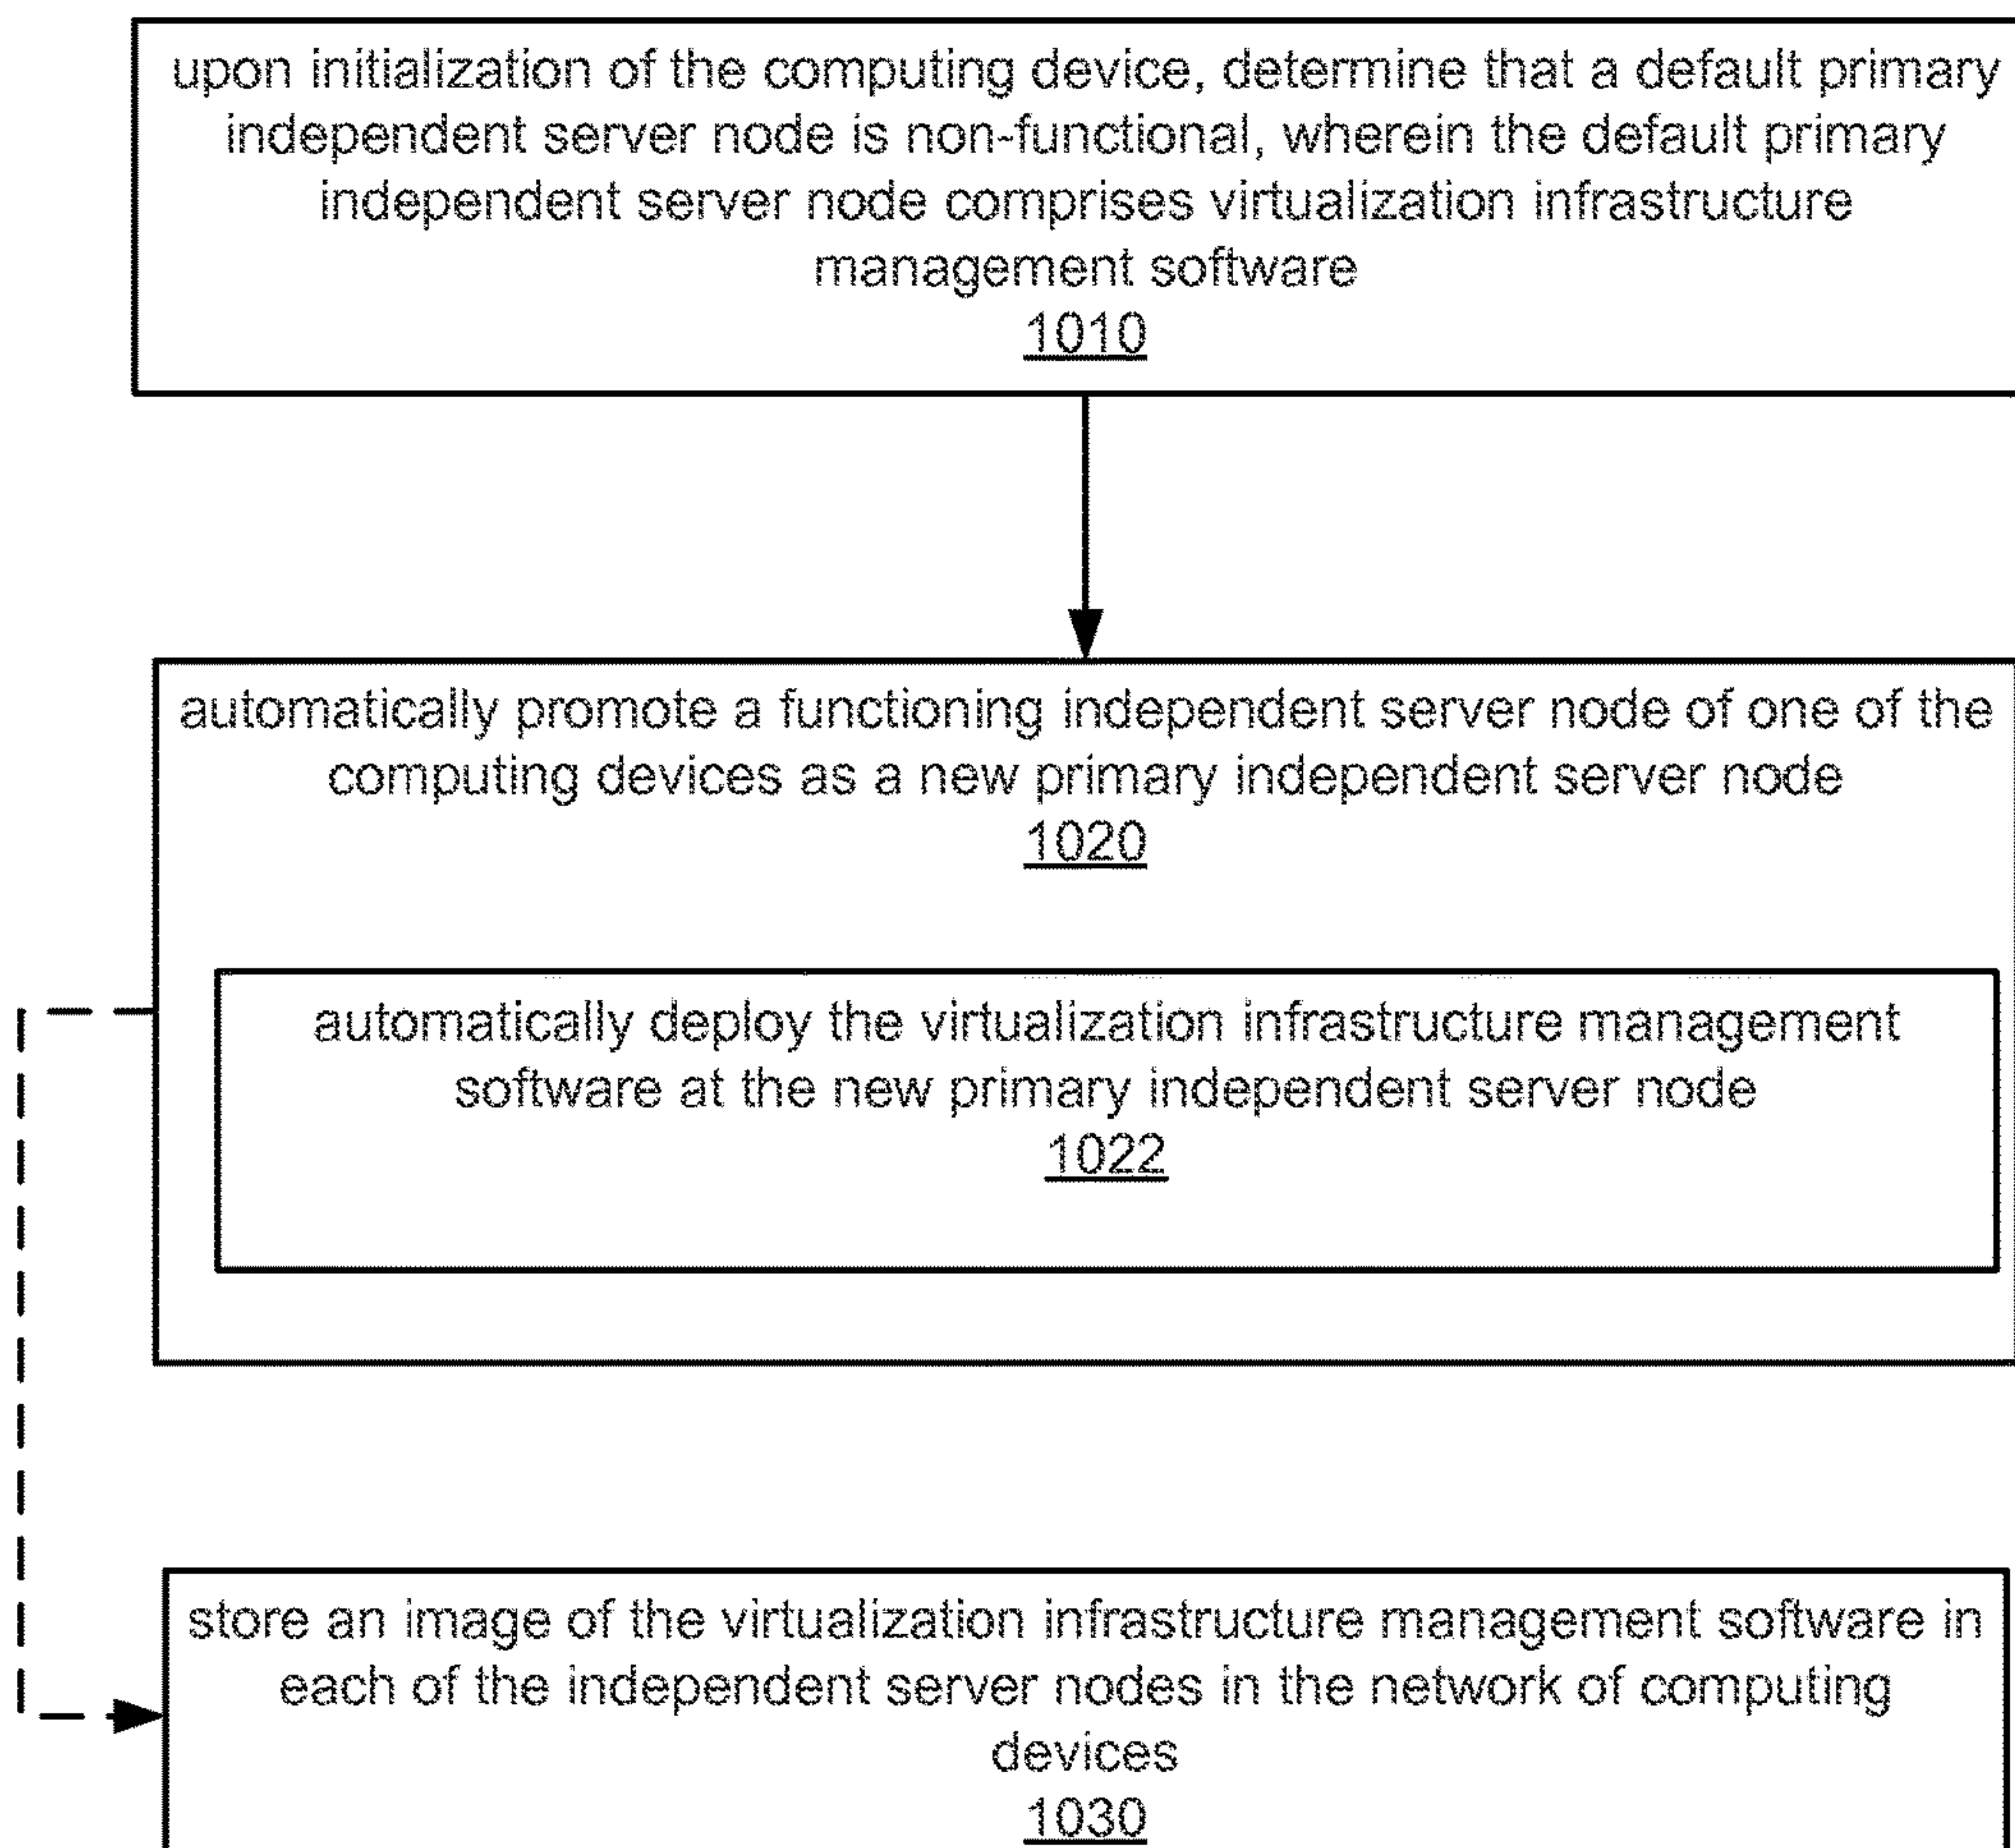 upon initialization of the computing device, determine that a default primary
independent server node is non-functional, wherein the default primary
independent server node comprises virtualization infrastructure
management software
1010
automatically promote a functioning independent server node of one of the
computing devices as a new primary independent server node
1020
automatically deploy the virtualization infrastructure management
software at the new primary independent server node
1022
store an image of the virtualization infrastructure management software in
each of the independent server nodes in the network of computing
devices
1030